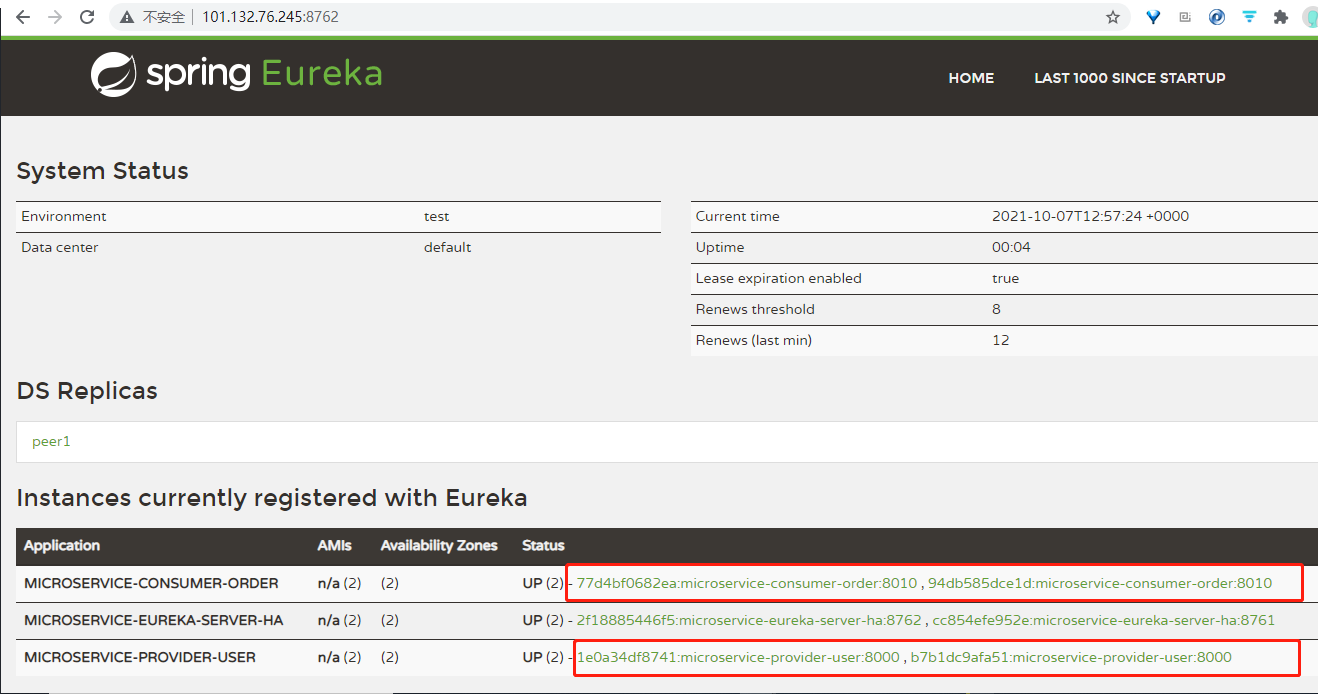 不安全 101.132.76.245:8762
spring Eureka
HOME LAST 1000 SINCE STARTUP
System Status
Environment test
Data center default
Current time 2021-10-07T12:57:24 +0000
Uptime 00:04
Lease expiration enabled true
Renews threshold 8
Renews (last min) 12
DS Replicas
peer1
Instances currently registered with Eureka
Application AMIs Availability Zones Status
MICROSERVICE-CONSUMER-ORDER n/a (2) (2) UP (2) - 77d4bf0682ea:microservice-consumer-order:8010 , 94db585dce1d:microservice-consumer-order:8010
MICROSERVICE-EUREKA-SERVER-HA n/a (2) (2) UP (2) - 2f18885446f5:microservice-eureka-server-ha:8762 , cc854efe952e:microservice-eureka-server-ha:8761
MICROSERVICE-PROVIDER-USER n/a (2) (2) UP (2) - 1e0a34df8741:microservice-provider-user:8000 , b7b1dc9afa51:microservice-provider-user:8000